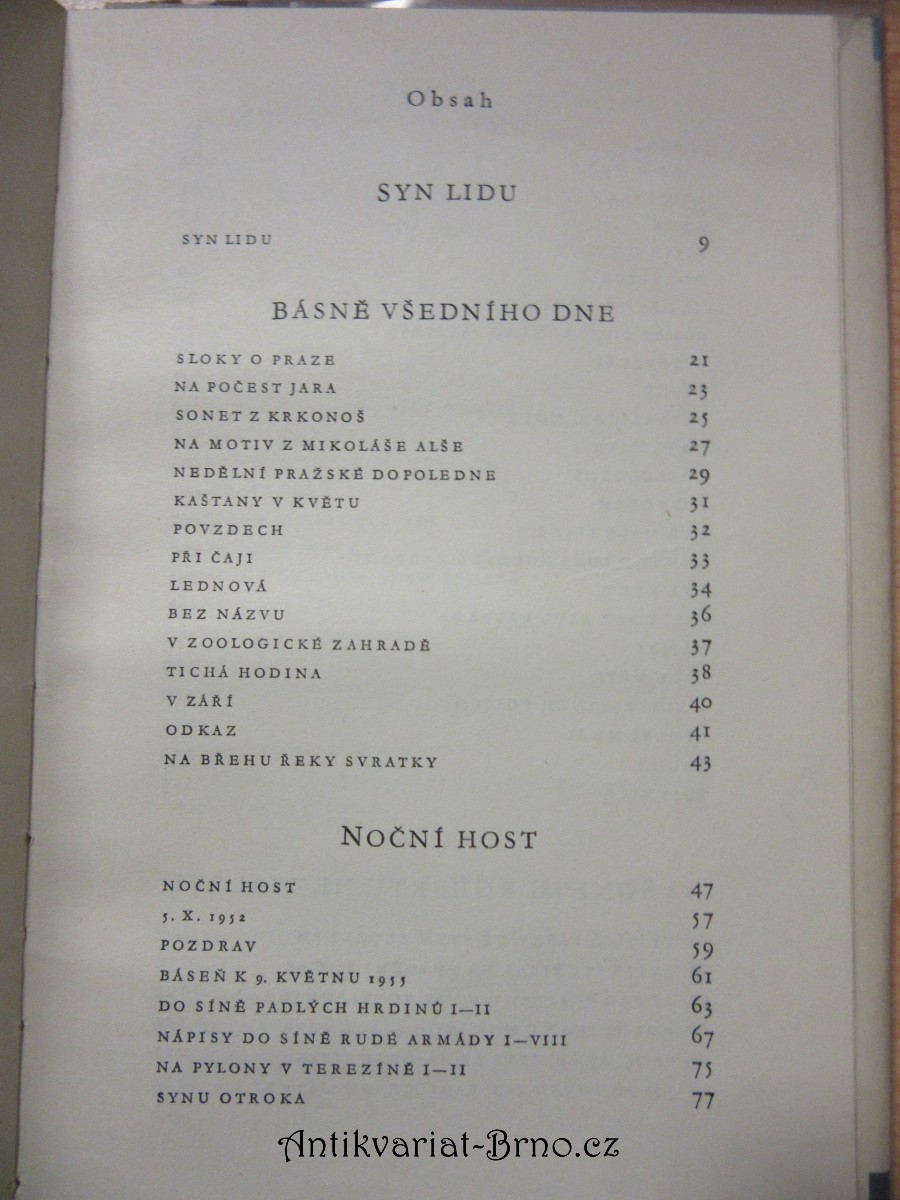 Obsah
SYN LIDU
SYN LIDU 9
BÁSNĚ VŠEDNÍHO DNE
SLOKY O PRAZE 21
NA POČEST JARA 23
SONET Z KRKONOŠ 25
NA MOTIV Z MIKOLÁŠE ALŠE 27
NEDĚLNÍ PRAŽSKÉ DOPOLEDNE 29
KAŠTANY V KVĚTU 31
POVZDECH 32
PŘI ČAJI 33
LEDNOVÁ 34
BEZ NÁZVU 36
V ZOOLOGICKÉ ZAHRADĚ 37
TICHÁ HODINA 38
V ZÁŘÍ 40
ODKAZ 41
NA BŘEHU ŘEKY SVRATKY 43
NOČNÍ HOST
NOČNÍ HOST 47
5. X. 1952 57
POZDRAV 59
BÁSEŇ K 9. KVĚTNU 1955 61
DO SÍNĚ PADLÝCH HRDINŮ I—II 63
NÁPISY DO SÍNĚ RUDÉ ARMÁDY I—VIII 67
NA PYLONY V TEREZÍNĚ I—II 75
SYNU OTROKA 77
Antikvariat-Brno.cz